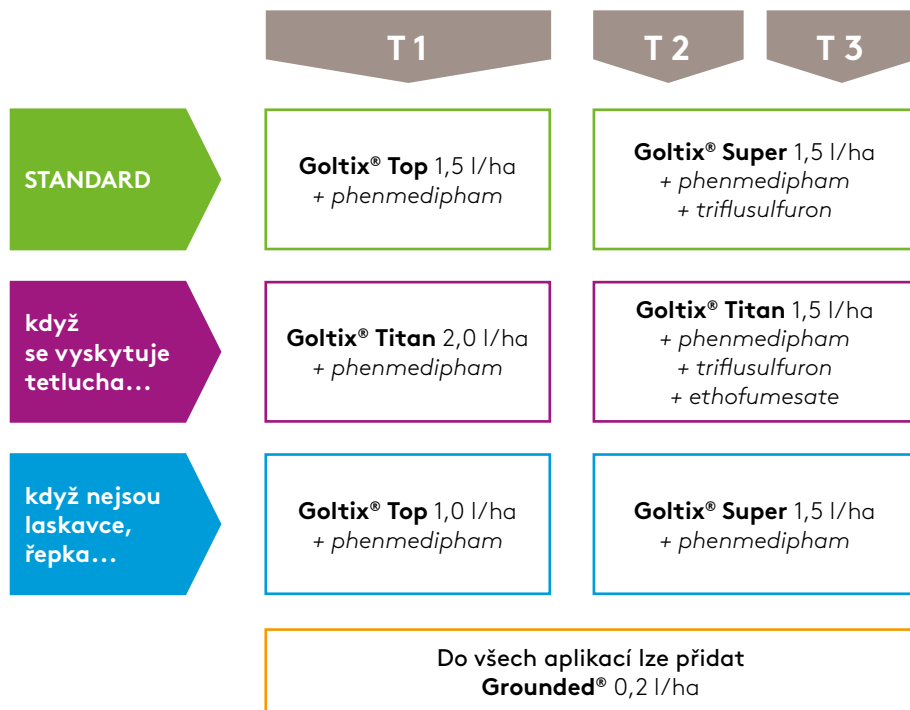 T 1
T 2
T 3
STANDARD
Goltix® Top 1,5 l/ha
+ phenmedipham
Goltix® Super 1,5 l/ha
+ phenmedipham
+ triflusulfuron
když
se vyskytuje
tetlucha...
Goltix® Titan 2,0 l/ha
+ phenmedipham
Goltix® Titan 1,5 l/ha
+ phenmedipham
+ triflusulfuron
+ ethofumesate
když nejsou
laskavce,
řepka...
Goltix® Top 1,0 l/ha
+ phenmedipham
Goltix® Super 1,5 l/ha
+ phenmedipham
Do všech aplikací lze přidat
Grounded® 0,2 l/ha